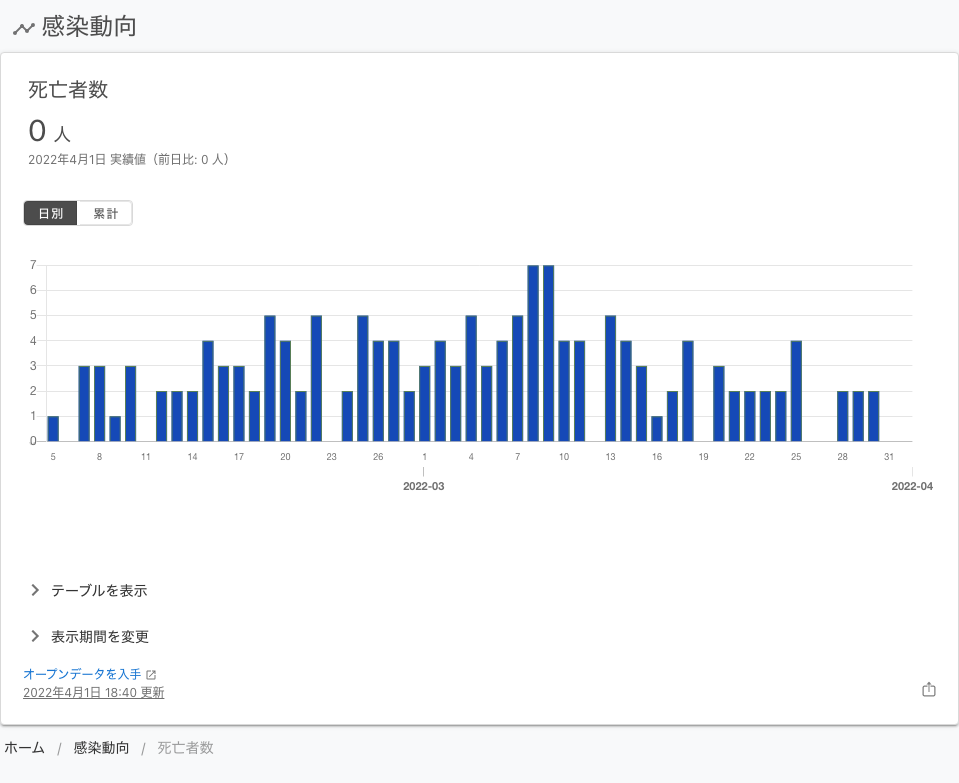 感染動向
死亡者数
0 人
2022年4月1日 実績値（前日比: 0 人）
日別 累計
7
6
5
4
3
2
1
0
5 8 11 14 17 20 23 26 1 4 7 10 13 16 19 22 25 28 31
2022-03 2022-04
テーブルを表示
表示期間を変更
オープンデータを入手
2022年4月1日 18:40 更新
ホーム / 感染動向 / 死亡者数